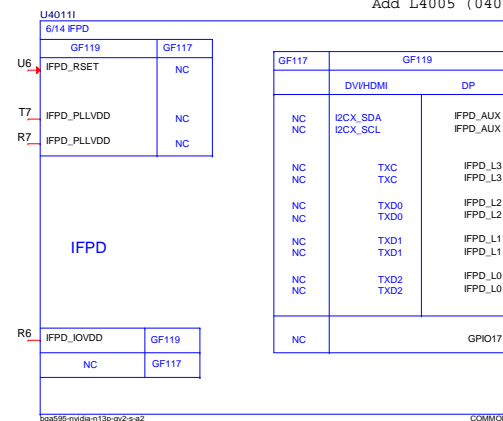 Add L4005 (040
U4011I
6/14 IFPD
GF119 GF117
U6 IFPD_RSET NC
T7 IFPD_PLLVDD NC
R7 IFPD_PLLVDD NC
IFPD
R6 IFPD_IOVDD GF119
NC GF117
GF117 GF119
DVI/HDMI DP
NC I2CX_SDA IFPD_AUX
NC I2CX_SCL IFPD_AUX
NC TXC IFPD_L3
NC TXC IFPD_L3
NC TXD0 IFPD_L2
NC TXD0 IFPD_L2
NC TXD1 IFPD_L1
NC TXD1 IFPD_L1
NC TXD2 IFPD_L0
NC TXD2 IFPD_L0
NC GPIO17
bga595-nvidia-n13p-gv2-s-a2 COMMO